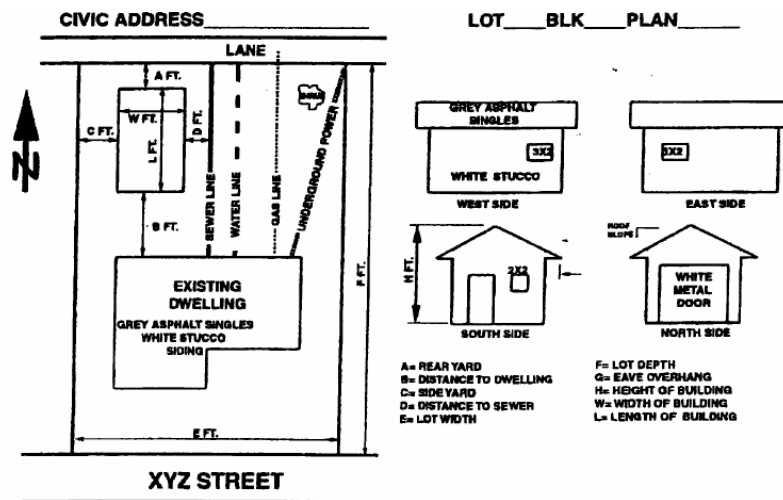 CIVIC ADDRESS
LOT BLK PLAN
LANE
A FT.
W FT.
C FT.
D FT.
L FT.
B FT.
N
SEWER LINE
WATER LINE
GAS LINE
UNDERGROUND POWER
SHRUB
EXISTING
DWELLING
GREY ASPHALT SINGLES
WHITE STUCCO
SIDING
F FT.
E FT.
XYZ STREET
GREY ASPHALT
SINGLES
3X2
WHITE STUCCO
WEST SIDE
3X2
EAST SIDE
H FT.
2X2
SOUTH SIDE
ROOF
SLOPE
WHITE
METAL
DOOR
NORTH SIDE
A= REAR YARD
B= DISTANCE TO DWELLING
C= SIDE YARD
D= DISTANCE TO SEWER
E= LOT WIDTH
F= LOT DEPTH
G= EAVE OVERHANG
H= HEIGHT OF BUILDING
W= WIDTH OF BUILDING
L= LENGTH OF BUILDING